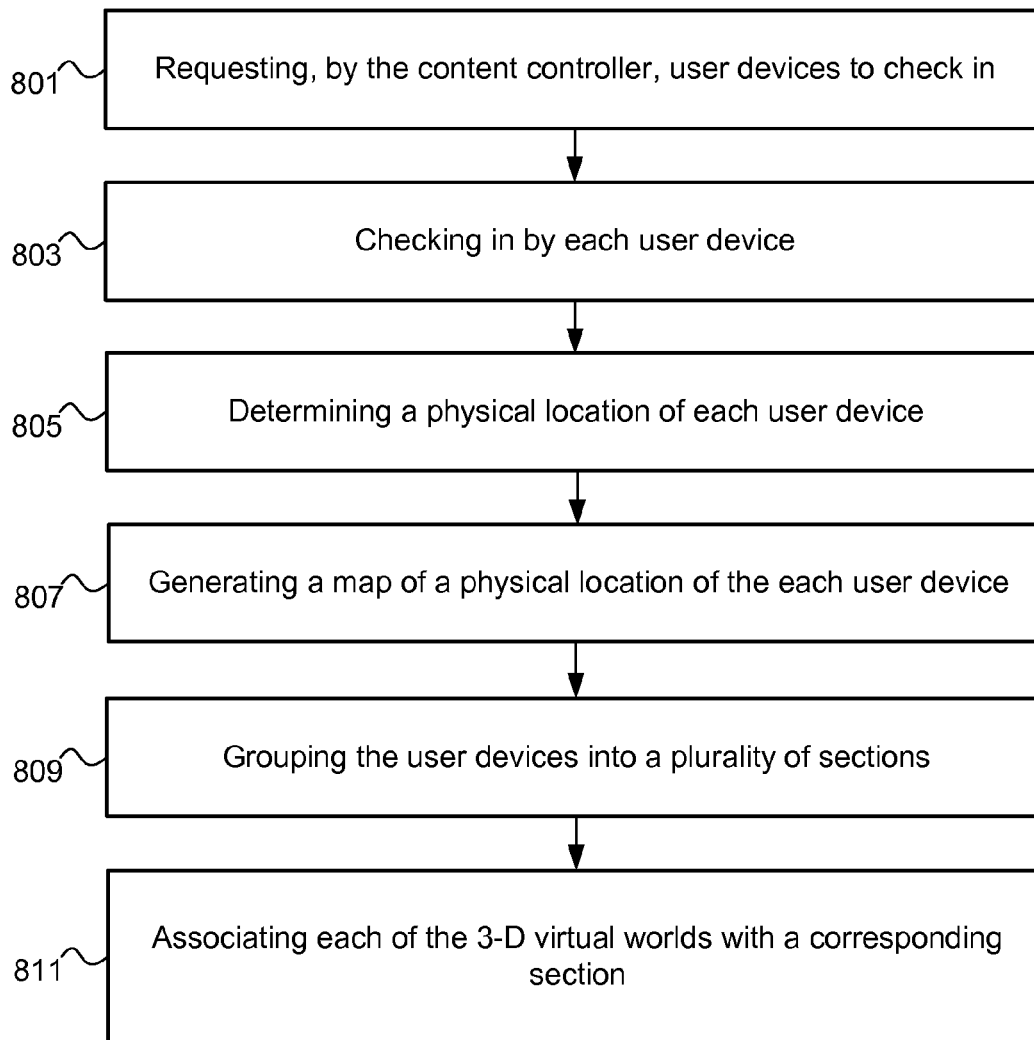 801
Requesting, by the content controller, user devices to check in
803
Checking in by each user device
805
Determining a physical location of each user device
807
Generating a map of a physical location of the each user device
809
Grouping the user devices into a plurality of sections
811
Associating each of the 3-D virtual worlds with a corresponding
section